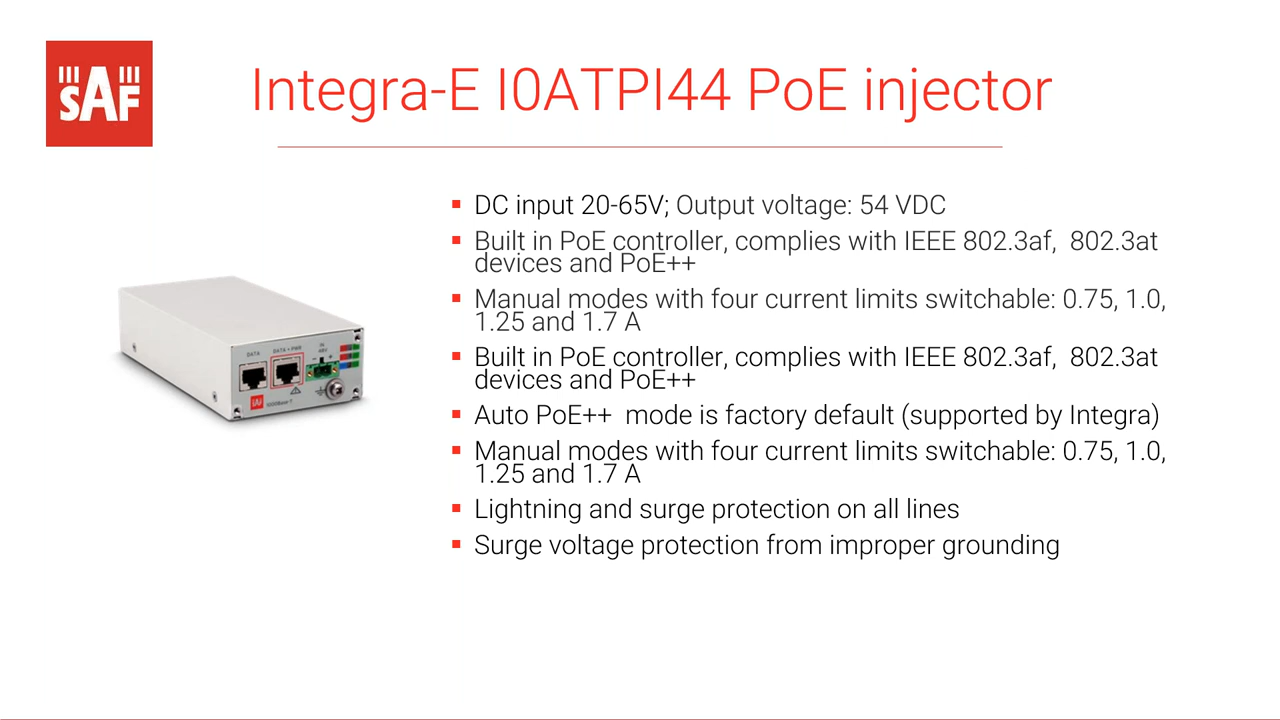 SAF
Integra-E I0ATPI44 PoE injector
DC input 20-65V; Output voltage: 54 VDC
Built in PoE controller, complies with IEEE 802.3af, 802.3at
devices and PoE++
Manual modes with four current limits switchable: 0.75, 1.0,
1.25 and 1.7 A
Built in PoE controller, complies with IEEE 802.3af, 802.3at
devices and PoE++
Auto PoE++ mode is factory default (supported by Integra)
Manual modes with four current limits switchable: 0.75, 1.0,
1.25 and 1.7 A
Lightning and surge protection on all lines
Surge voltage protection from improper grounding
DATA
DATA + PWR
IN
48V
- +